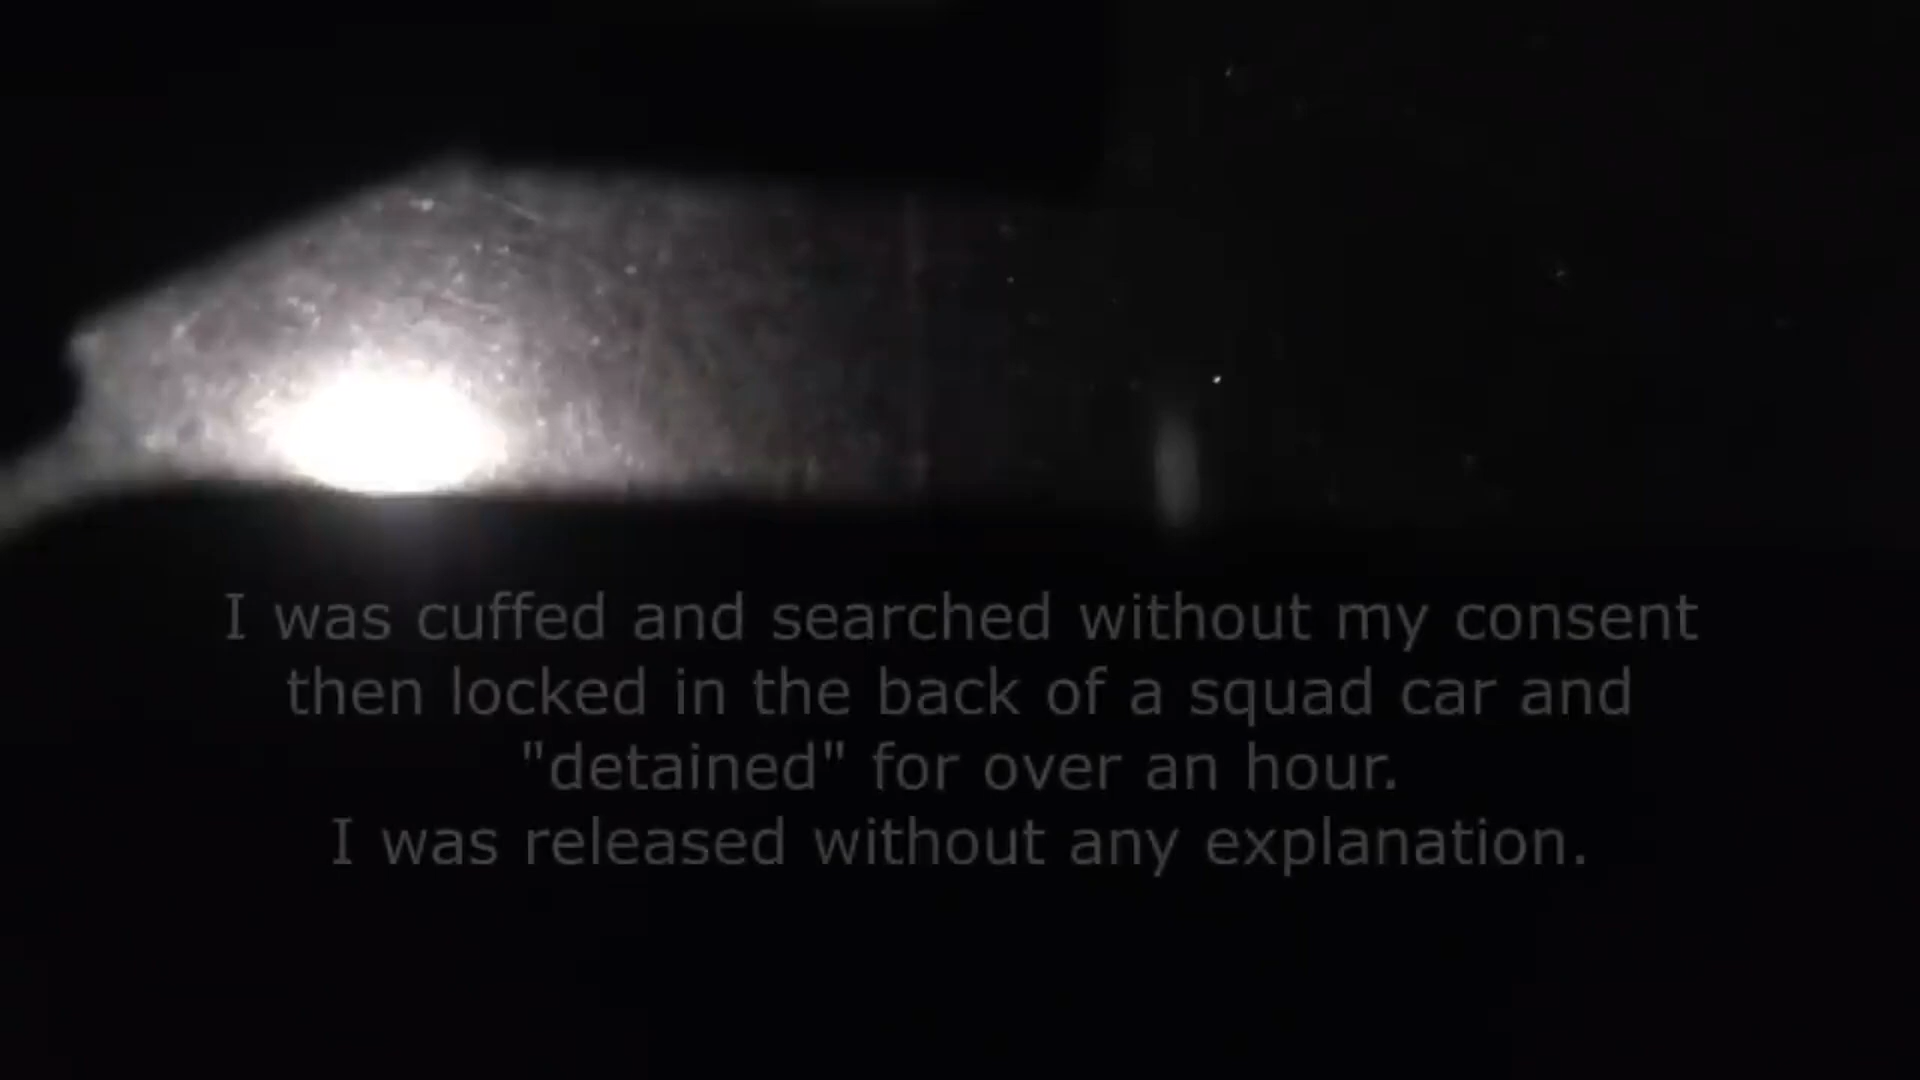 I was cuffed and searched without my consent
then locked in the back of a squad car and
"detained" for over an hour.
I was released without any explanation.